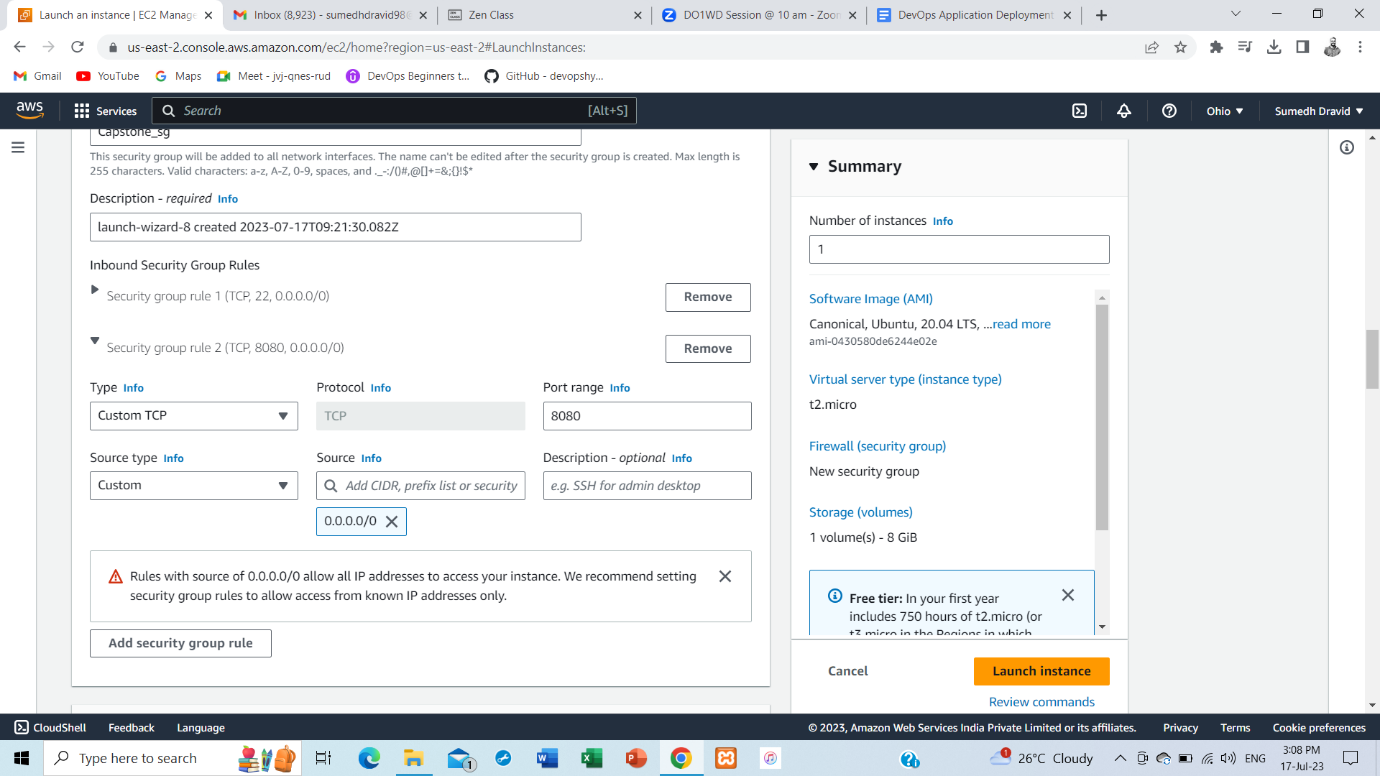 Launch an instance | EC2 Manage
Inbox (8,923) - sumedhdravid98@
Zen Class
DO1WD Session @ 10 am - Zoom
DevOps Application Deployment
us-east-2.console.aws.amazon.com/ec2/home?region=us-east-2#LaunchInstances:
Gmail
YouTube
Maps
Meet - jvj-qnes-rud
DevOps Beginners t...
GitHub - devopshy...
aws
Services
Search
[Alt+S]
Ohio
Sumedh Dravid
Capstone_sg
This security group will be added to all network interfaces. The name can't be edited after the security group is created. Max length is
255 characters. Valid characters: a-z, A-Z, 0-9, spaces, and ._-:/()#,@[]+=&;{}!$*
Description - required Info
launch-wizard-8 created 2023-07-17T09:21:30.082Z
Inbound Security Group Rules
Security group rule 1 (TCP, 22, 0.0.0.0/0)
Remove
Security group rule 2 (TCP, 8080, 0.0.0.0/0)
Remove
Type Info
Protocol Info
Port range Info
Custom TCP
TCP
8080
Source type Info
Source Info
Description - optional Info
Custom
Add CIDR, prefix list or security
e.g. SSH for admin desktop
0.0.0.0/0
Rules with source of 0.0.0.0/0 allow all IP addresses to access your instance. We recommend setting
security group rules to allow access from known IP addresses only.
Add security group rule
Summary
Number of instances Info
1
Software Image (AMI)
Canonical, Ubuntu, 20.04 LTS, ...read more
ami-0430580de6244e02e
Virtual server type (instance type)
t2.micro
Firewall (security group)
New security group
Storage (volumes)
1 volume(s) - 8 GiB
Free tier: In your first year
includes 750 hours of t2.micro (or
t3.micro in the Regions in which
Cancel
Launch instance
Review commands
CloudShell
Feedback
Language
© 2023, Amazon Web Services India Private Limited or its affiliates.
Privacy
Terms
Cookie preferences
Type here to search
1
1
26°C Cloudy
ENG
3:08 PM
17-Jul-23